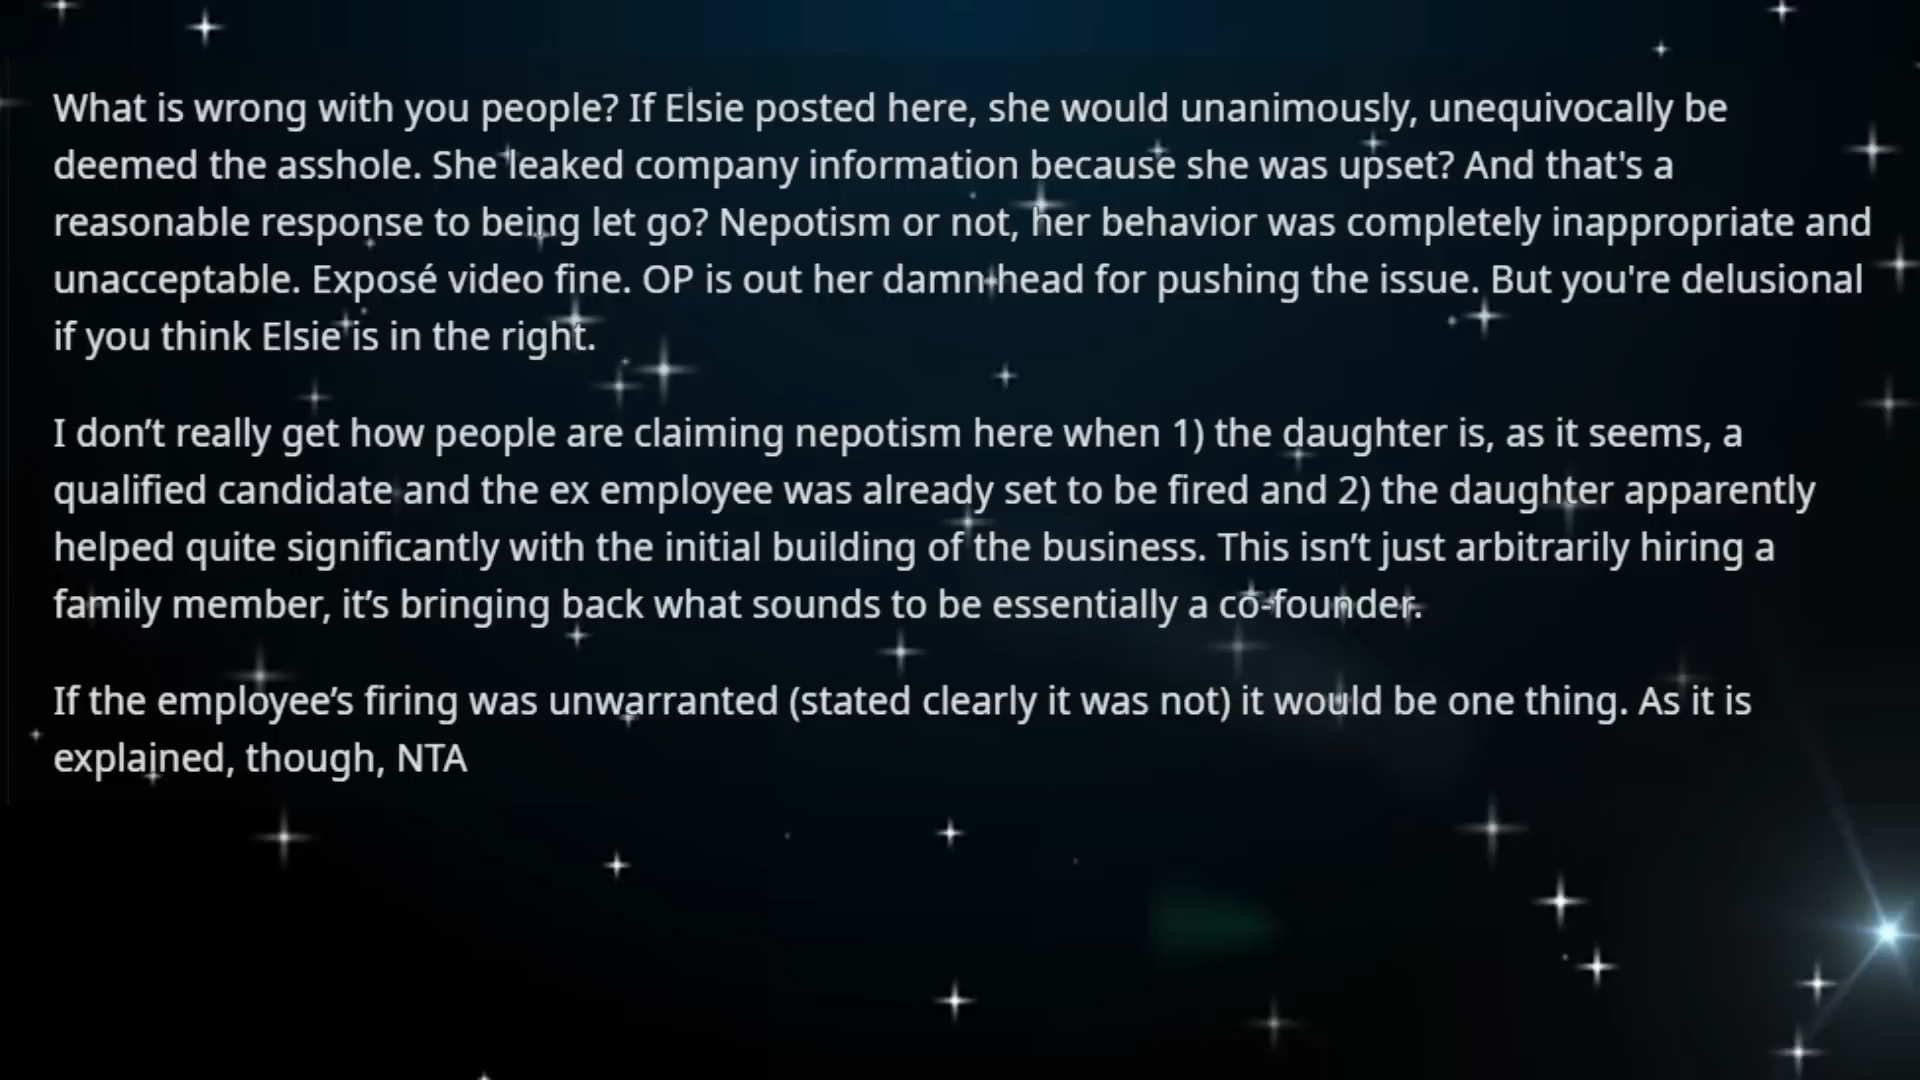 What is wrong with you people? If Elsie posted here, she would unanimously, unequivocally be
deemed the asshole. She leaked company information because she was upset? And that's a
reasonable response to being let go? Nepotism or not, her behavior was completely inappropriate and
unacceptable. Exposé video fine. OP is out her damn head for pushing the issue. But you're delusional
if you think Elsie is in the right.
I don’t really get how people are claiming nepotism here when 1) the daughter is, as it seems, a
qualified candidate and the ex employee was already set to be fired and 2) the daughter apparently
helped quite significantly with the initial building of the business. This isn’t just arbitrarily hiring a
family member, it’s bringing back what sounds to be essentially a co-founder.
If the employee’s firing was unwarranted (stated clearly it was not) it would be one thing. As it is
explained, though, NTA